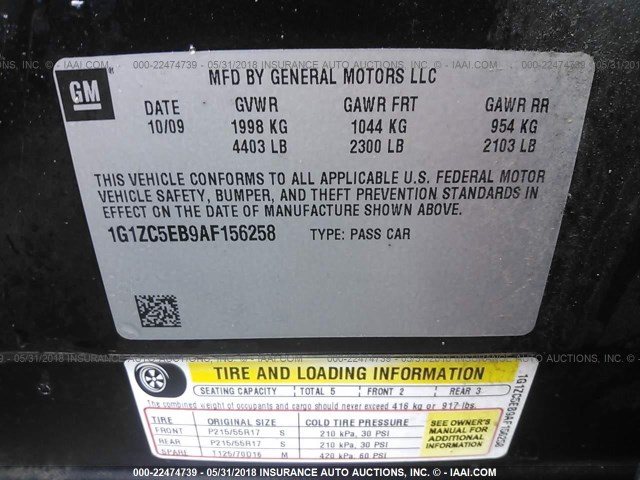 000-22474739 - 05/31/2018 - INSURANCE AUTO AUCTIONS, INC. - IAAI.COM
GM
MFD BY GENERAL MOTORS LLC
DATE GVWR GAWR FRT GAWR RR
10/09 1998 KG 1044 KG 954 KG
4403 LB 2300 LB 2103 LB
THIS VEHICLE CONFORMS TO ALL APPLICABLE U.S. FEDERAL MOTOR
VEHICLE SAFETY, BUMPER, AND THEFT PREVENTION STANDARDS IN
EFFECT ON THE DATE OF MANUFACTURE SHOWN ABOVE.
1G1ZC5EB9AF156258 TYPE: PASS CAR
000-22474739 - 05/31/2018 - INSURANCE AUTO AUCTIONS, INC. - IAAI.COM
TIRE AND LOADING INFORMATION
SEATING CAPACITY TOTAL 5 FRONT 2 REAR 3
The combined weight of occupants and cargo should never exceed 416 kg or 917 lbs.
TIRE ORIGINAL SIZE COLD TIRE PRESSURE
FRONT P215/55R17 S 210 kPa, 30 PSI
REAR P215/55R17 S 210 kPa, 30 PSI
SPARE T125/70D16 M 420 kPa, 60 PSI
SEE OWNER'S
MANUAL FOR
ADDITIONAL
INFORMATION
1G1ZC5EB9AF156258
000-22474739 - 05/31/2018 - INSURANCE AUTO AUCTIONS, INC. - IAAI.COM